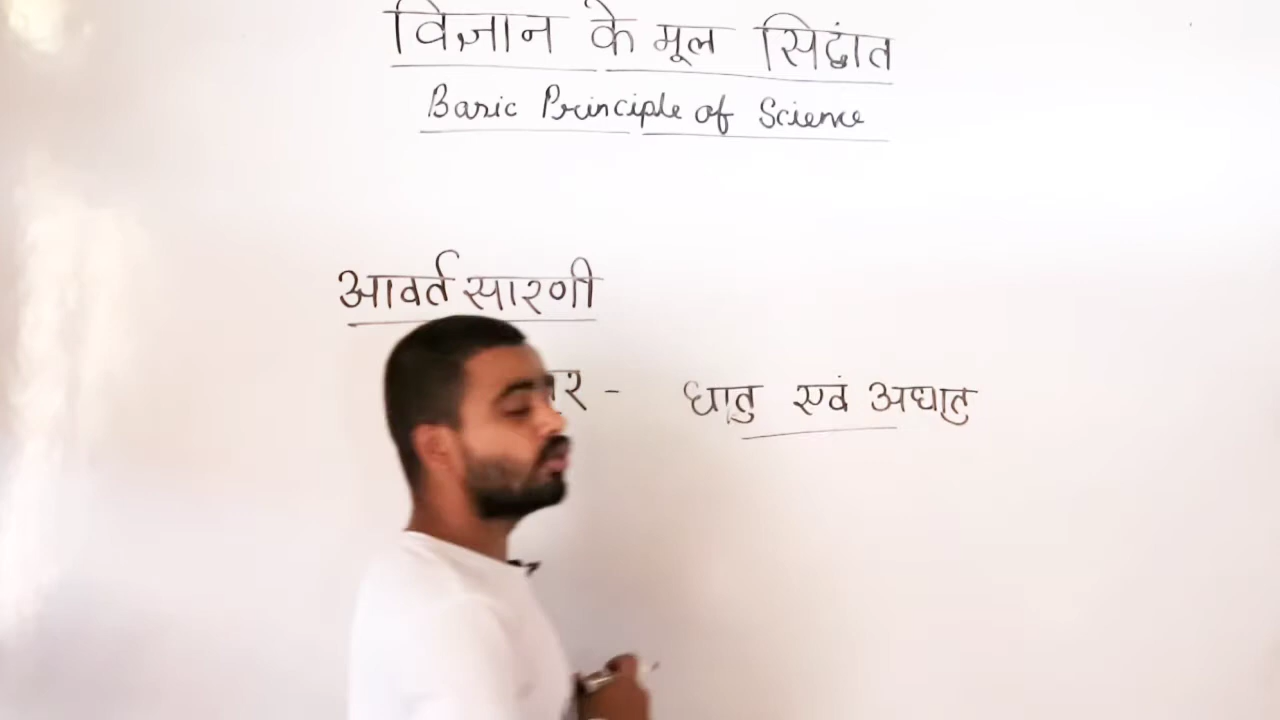 विज्ञान के मूल सिद्धांत
Basic Principle of Science
आवर्त सारणी
- धातु एवं अधातु